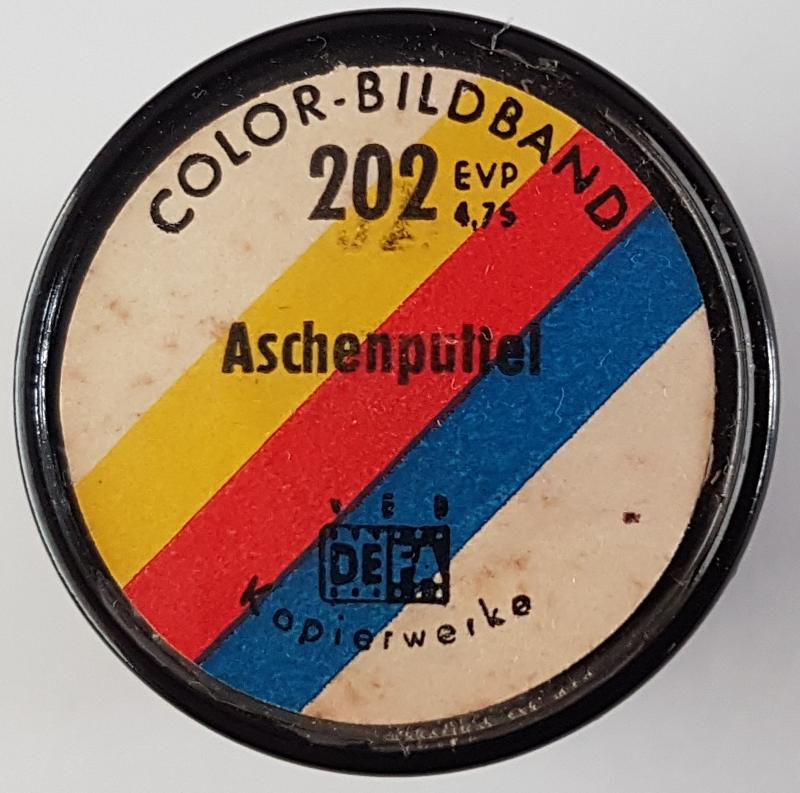 COLOR-BILDBAND
202 EVP
4,75
Aschenputtel
VEB
DEFA
Kopierwerke